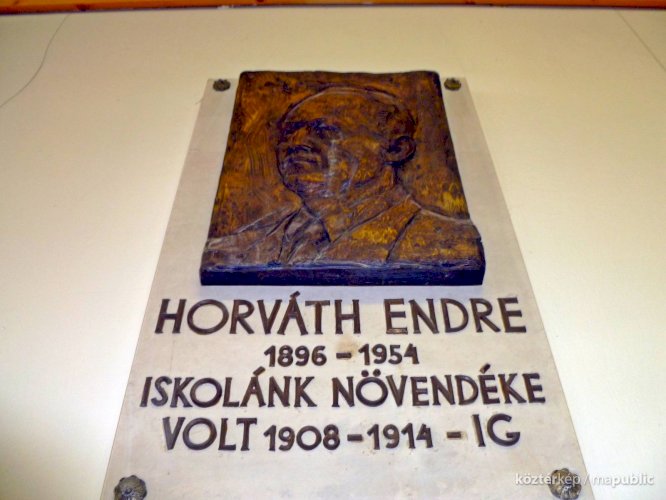 HORVÁTH ENDRE
1896 - 1954
ISKOLÁNK NÖVENDÉKE
VOLT 1908 - 1914 - IG
köztérkép / mapublic